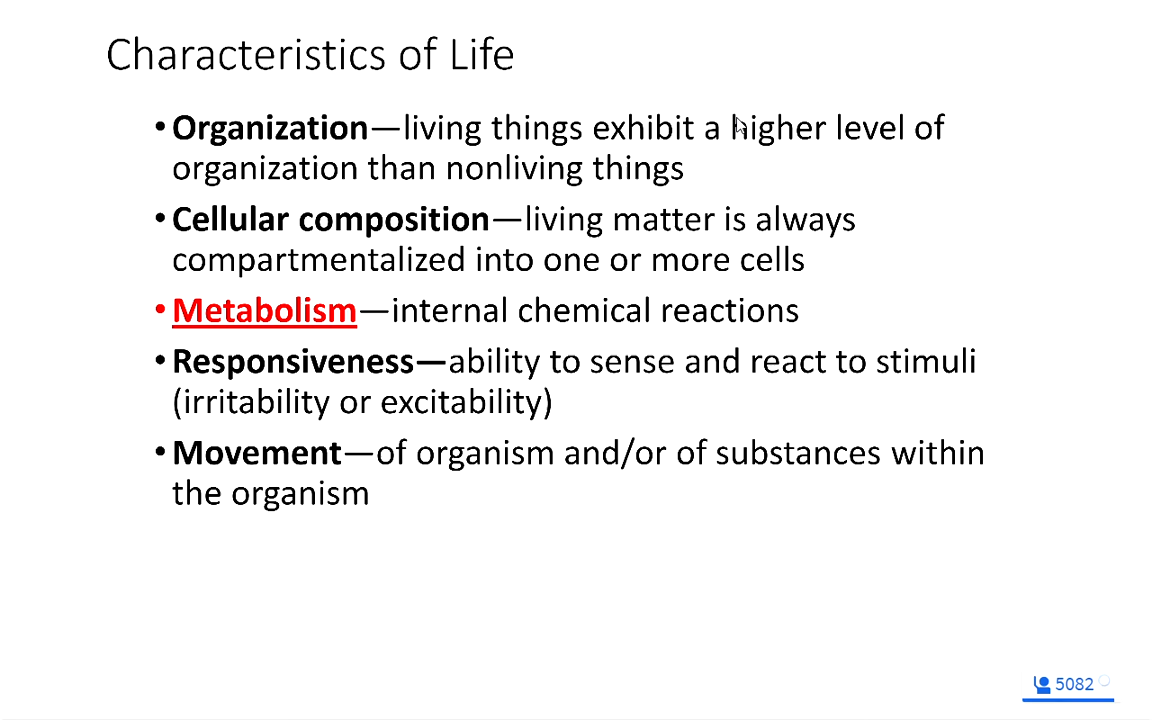 Characteristics of Life
•Organization—living things exhibit a higher level of
organization than nonliving things
•Cellular composition—living matter is always
compartmentalized into one or more cells
•Metabolism—internal chemical reactions
•Responsiveness—ability to sense and react to stimuli
(irritability or excitability)
•Movement—of organism and/or of substances within
the organism
5082